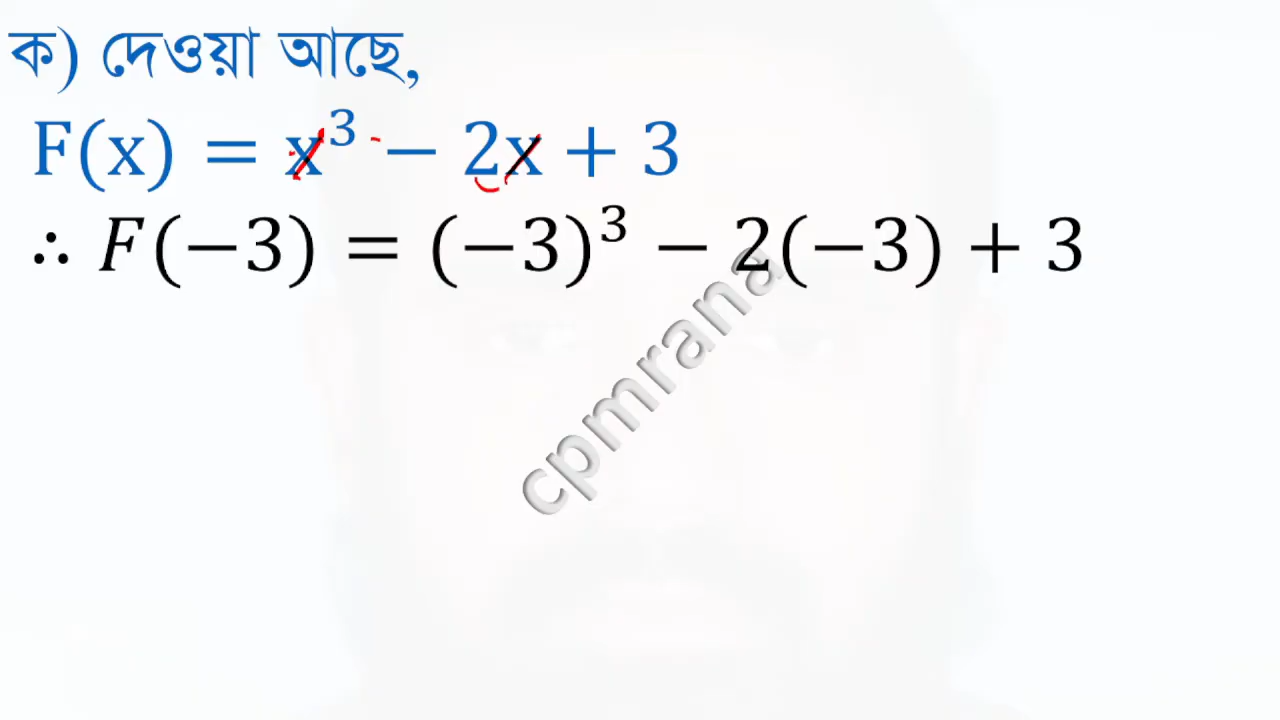 ক) দেওয়া আছে,
F(x) = x³ − 2x + 3
∴ F(−3) = (−3)³ − 2(−3) + 3
cpmrana